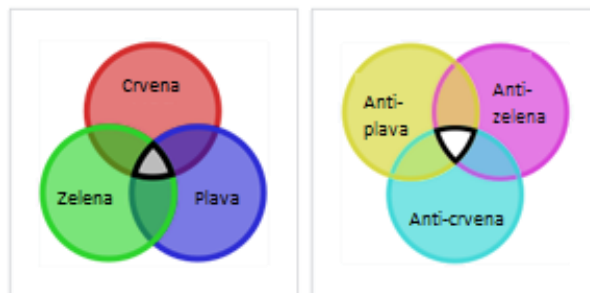 Crvena
Zelena
Plava
Anti-
plava
Anti-
zelena
Anti-crvena